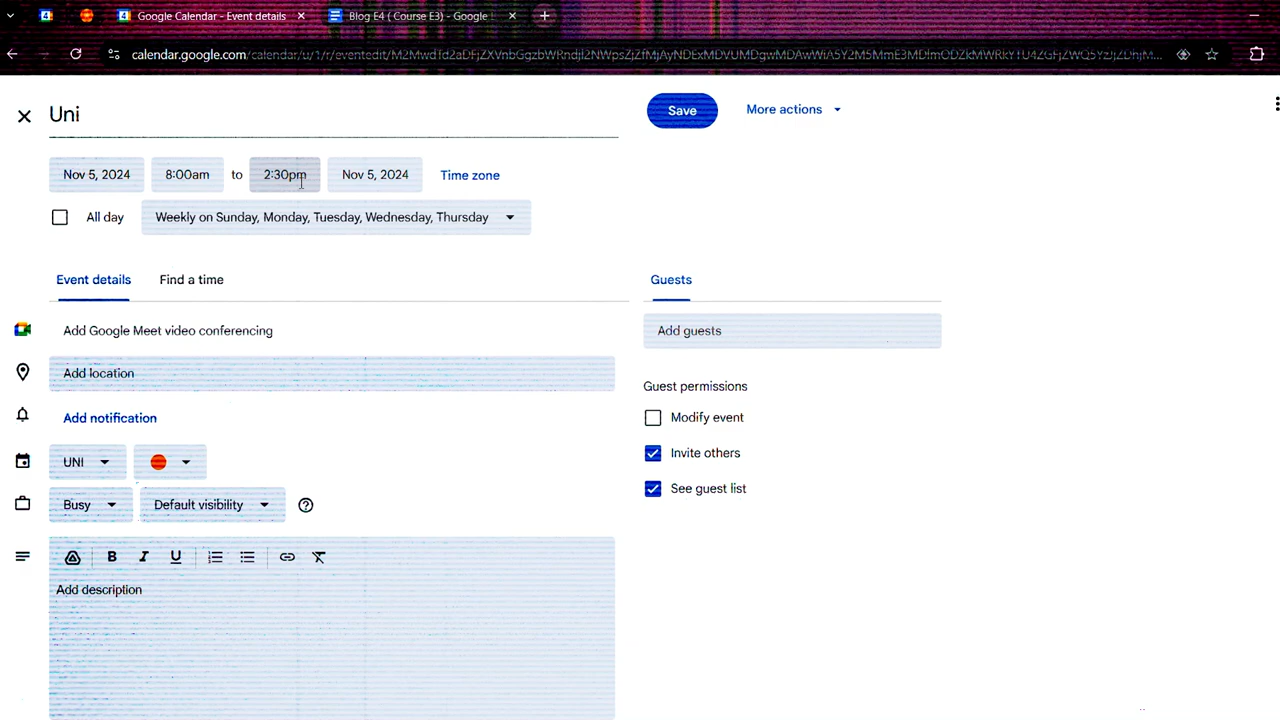 Google Calendar - Event details
Blog E4 ( Course E3) - Google
calendar.google.com
Uni
Save
More actions
Nov 5, 2024
8:00am
to
2:30pm
Nov 5, 2024
Time zone
All day
Weekly on Sunday, Monday, Tuesday, Wednesday, Thursday
Event details
Find a time
Guests
Add Google Meet video conferencing
Add guests
Add location
Guest permissions
Add notification
Modify event
UNI
Invite others
Busy
Default visibility
See guest list
B I U
Add description